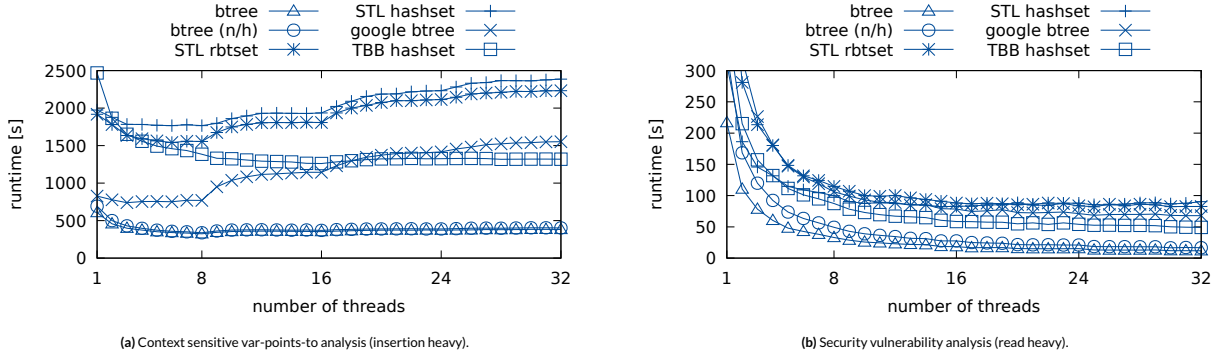 btree
btree (n/h)
STL rbtset
STL hashset
google btree
TBB hashset
2500
2000
1500
1000
500
0
runtime [s]
1 8 16 24 32
number of threads
(a) Context sensitive var-points-to analysis (insertion heavy).
btree
btree (n/h)
STL rbtset
STL hashset
google btree
TBB hashset
300
250
200
150
100
50
0
runtime [s]
1 8 16 24 32
number of threads
(b) Security vulnerability analysis (read heavy).